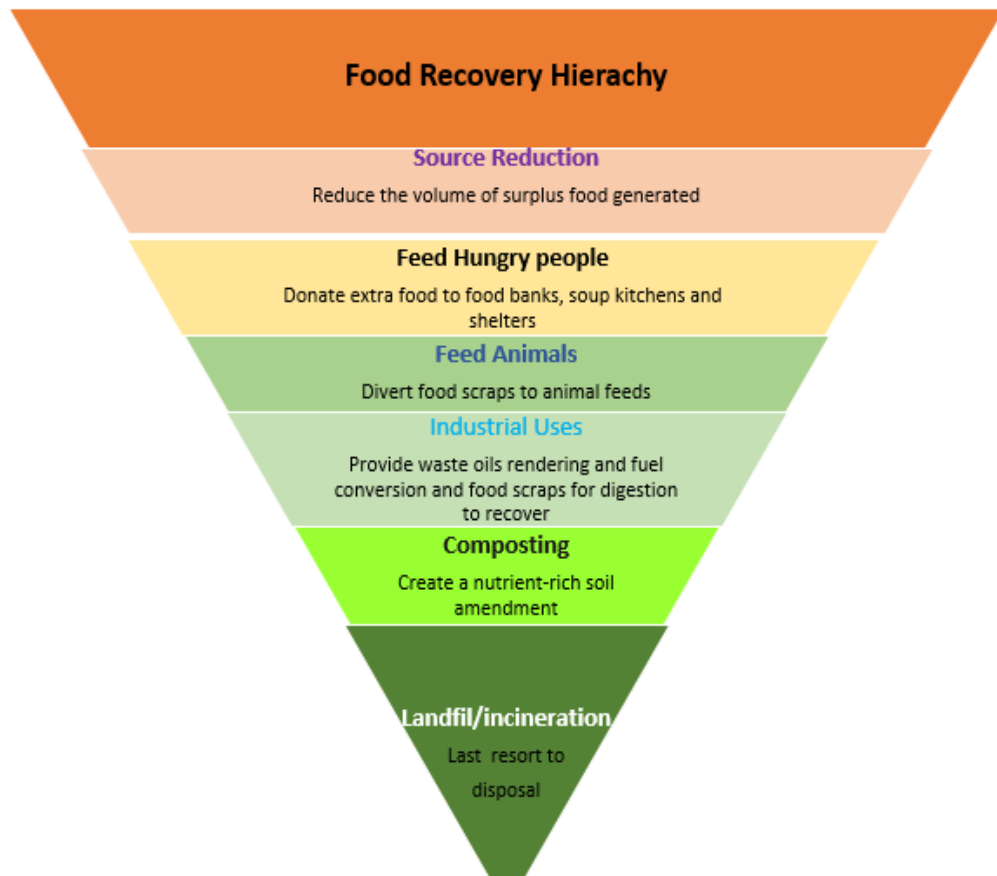 Food Recovery Hierachy
Source Reduction
Reduce the volume of surplus food generated
Feed Hungry people
Donate extra food to food banks, soup kitchens and
shelters
Feed Animals
Divert food scraps to animal feeds
Industrial Uses
Provide waste oils rendering and fuel
conversion and food scraps for digestion
to recover
Composting
Create a nutrient-rich soil
amendment
Landfil/incineration
Last resort to
disposal